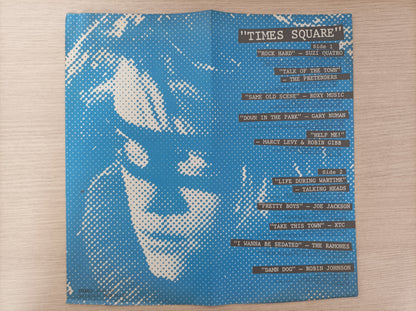 "TIMES SQUARE"
Side 1
"ROCK HARD" — SUZI QUATRO
"TALK OF THE TOWN"
— THE PRETENDERS
"SAME OLD SCENE" — ROXY MUSIC
"DOWN IN THE PARK" — GARY NUMAN
"HELP ME!"
— MARCY LEVY & ROBIN GIBB
Side 2
"LIFE DURING WARTIME"
— TALKING HEADS
"PRETTY BOYS" — JOE JACKSON
"TAKE THIS TOWN" — XTC
"I WANNA BE SEDATED" — THE RAMONES
"DAMN DOG" — ROBIN JOHNSON